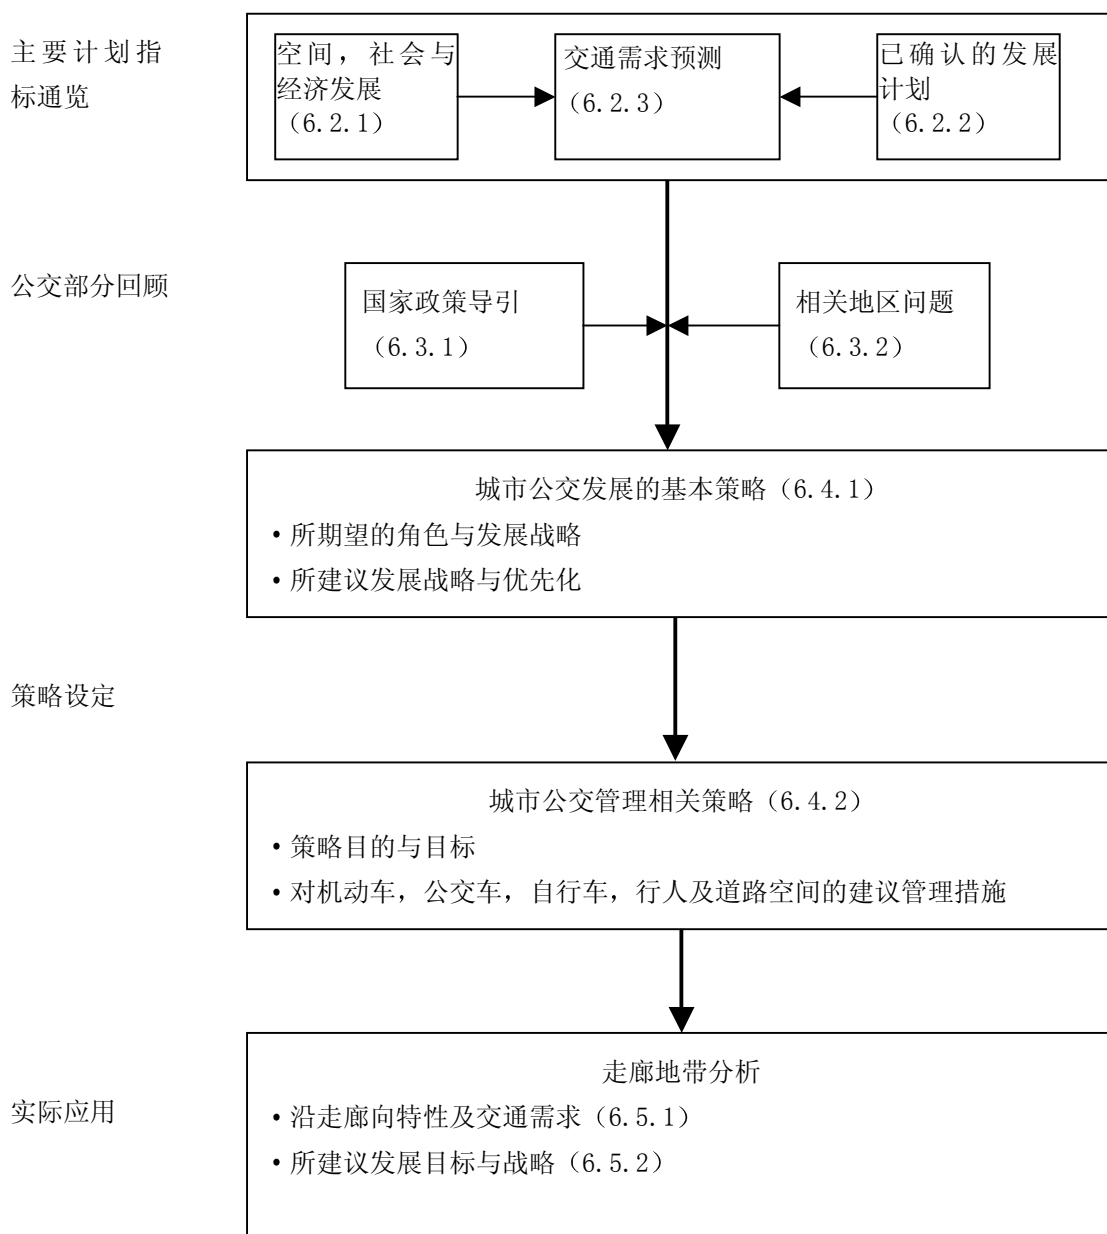 主要计划指
标通览
空间，社会与
经济发展
（6.2.1）
交通需求预测
（6.2.3）
已确认的发展
计划
（6.2.2）
公交部分回顾
国家政策导引
（6.3.1）
相关地区问题
（6.3.2）
城市公交发展的基本策略（6.4.1）
•所期望的角色与发展战略
•所建议发展战略与优先化
策略设定
城市公交管理相关策略（6.4.2）
•策略目的与目标
•对机动车，公交车，自行车，行人及道路空间的建议管理措施
实际应用
走廊地带分析
•沿走廊向特性及交通需求（6.5.1）
•所建议发展目标与战略（6.5.2）